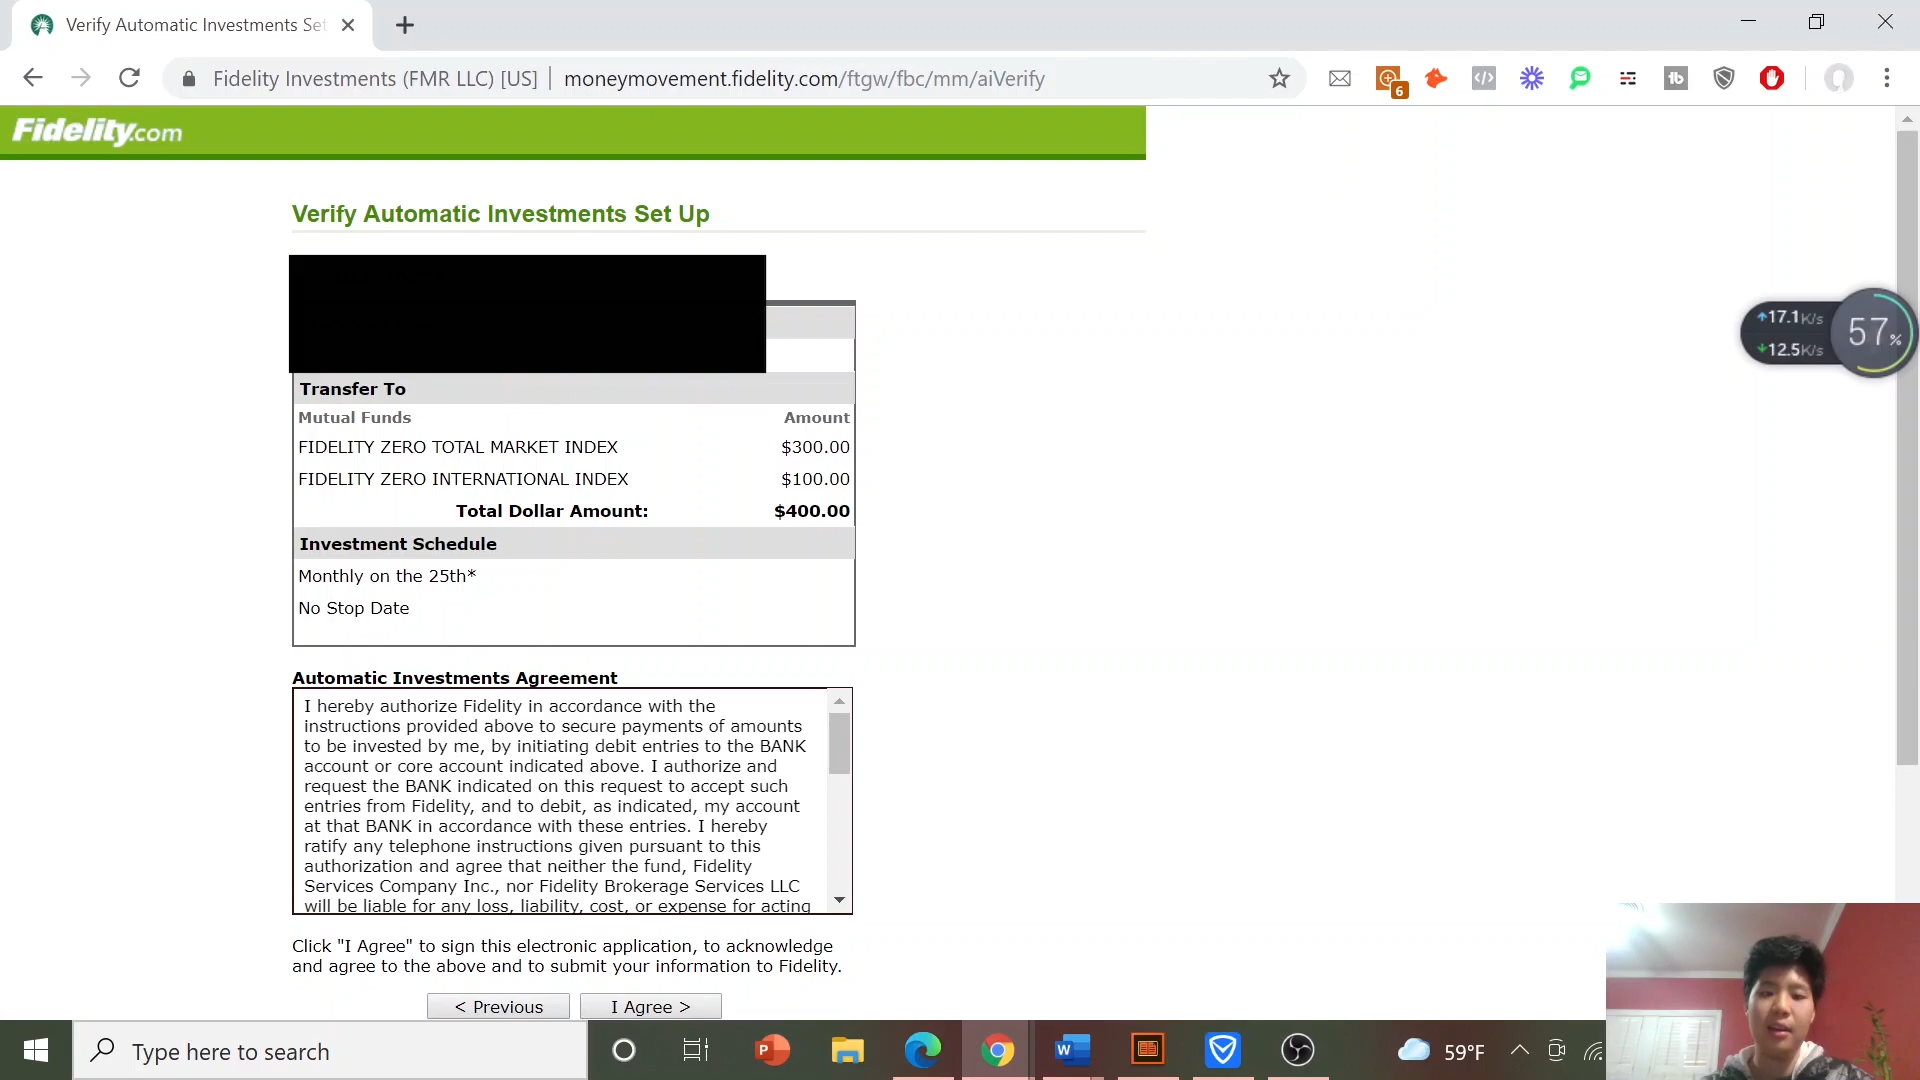 Verify Automatic Investments Set
Fidelity Investments (FMR LLC) [US] | moneymovement.fidelity.com/ftgw/fbc/mm/aiVerify
6
Fidelity.com
Verify Automatic Investments Set Up
17.1K/s
57%
12.5K/s
Transfer To
Mutual Funds Amount
FIDELITY ZERO TOTAL MARKET INDEX $300.00
FIDELITY ZERO INTERNATIONAL INDEX $100.00
Total Dollar Amount: $400.00
Investment Schedule
Monthly on the 25th*
No Stop Date
Automatic Investments Agreement
I hereby authorize Fidelity in accordance with the
instructions provided above to secure payments of amounts
to be invested by me, by initiating debit entries to the BANK
account or core account indicated above. I authorize and
request the BANK indicated on this request to accept such
entries from Fidelity, and to debit, as indicated, my account
at that BANK in accordance with these entries. I hereby
ratify any telephone instructions given pursuant to this
authorization and agree that neither the fund, Fidelity
Services Company Inc., nor Fidelity Brokerage Services LLC
will be liable for any loss, liability, cost, or expense for acting
Click "I Agree" to sign this electronic application, to acknowledge
and agree to the above and to submit your information to Fidelity.
< Previous
I Agree >
Type here to search
P
W
59°F